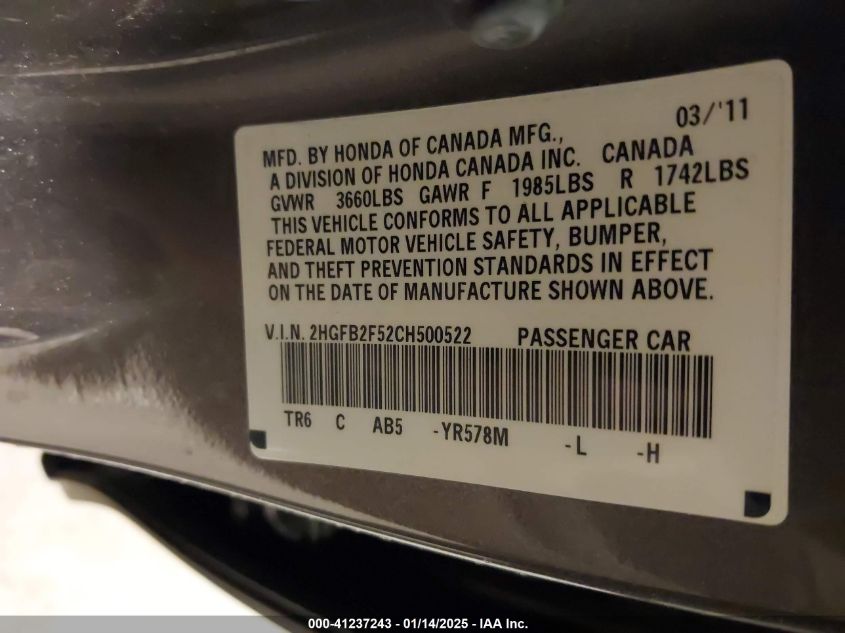 03/'11
MFD. BY HONDA OF CANADA MFG.,
A DIVISION OF HONDA CANADA INC. CANADA
GVWR 3660LBS GAWR F 1985LBS R 1742LBS
THIS VEHICLE CONFORMS TO ALL APPLICABLE
FEDERAL MOTOR VEHICLE SAFETY, BUMPER,
AND THEFT PREVENTION STANDARDS IN EFFECT
ON THE DATE OF MANUFACTURE SHOWN ABOVE.
V.I.N. 2HGFB2F52CH500522 PASSENGER CAR
TR6 C AB5 -YR578M -L -H
000-41237243 - 01/14/2025 - IAA Inc.